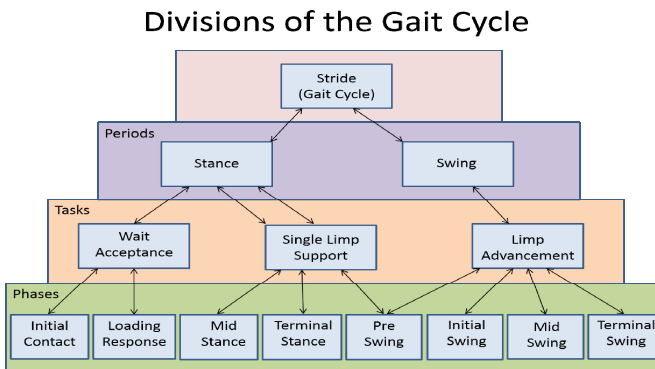 Divisions of the Gait Cycle
Stride
(Gait Cycle)
Periods
Stance
Swing
Tasks
Wait
Acceptance
Single Limp
Support
Limp
Advancement
Phases
Initial
Contact
Loading
Response
Mid
Stance
Terminal
Stance
Pre
Swing
Initial
Swing
Mid
Swing
Terminal
Swing